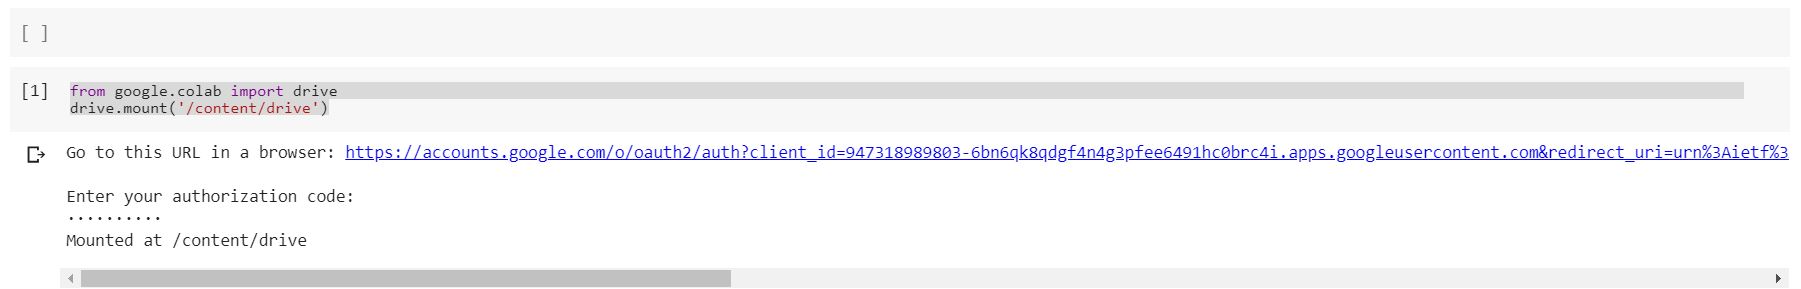 [ ]
[1] from google.colab import drive
drive.mount('/content/drive')
Go to this URL in a browser: https://accounts.google.com/o/oauth2/auth?client_id=947318989803-6bn6qk8qdgf4n4g3pfee6491hc0brc4i.apps.googleusercontent.com&redirect_uri=urn%3Aietf%3
Enter your authorization code:
··········
Mounted at /content/drive